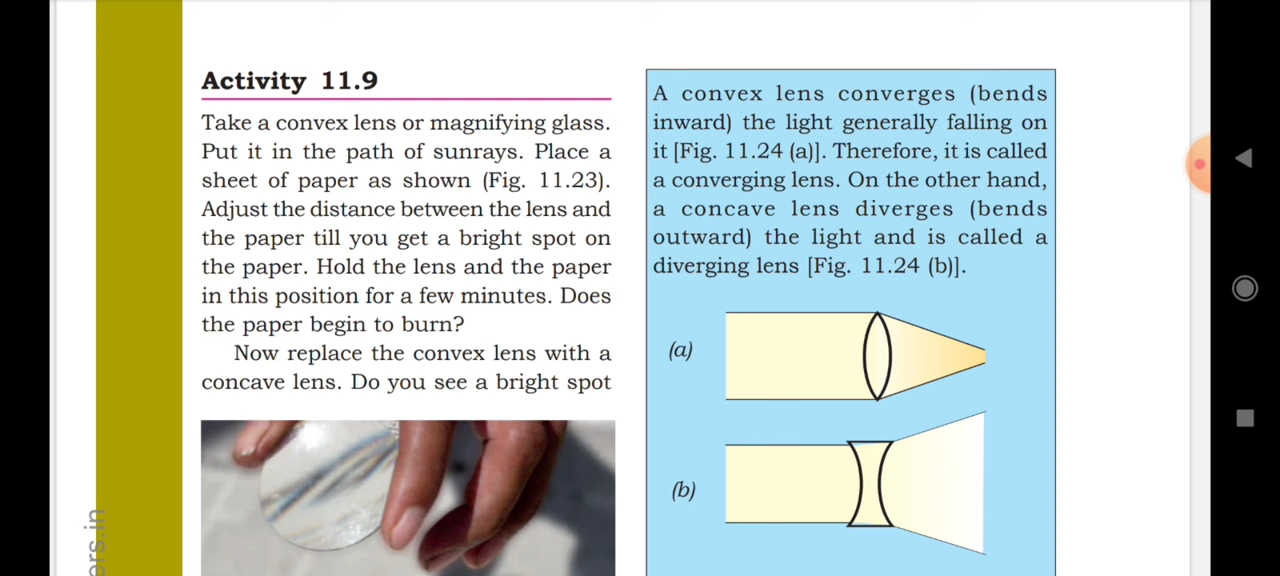 Activity 11.9
Take a convex lens or magnifying glass.
Put it in the path of sunrays. Place a
sheet of paper as shown (Fig. 11.23).
Adjust the distance between the lens and
the paper till you get a bright spot on
the paper. Hold the lens and the paper
in this position for a few minutes. Does
the paper begin to burn?
Now replace the convex lens with a
concave lens. Do you see a bright spot
A convex lens converges (bends
inward) the light generally falling on
it [Fig. 11.24 (a)]. Therefore, it is called
a converging lens. On the other hand,
a concave lens diverges (bends
outward) the light and is called a
diverging lens [Fig. 11.24 (b)].
(a)
(b)
ers.in